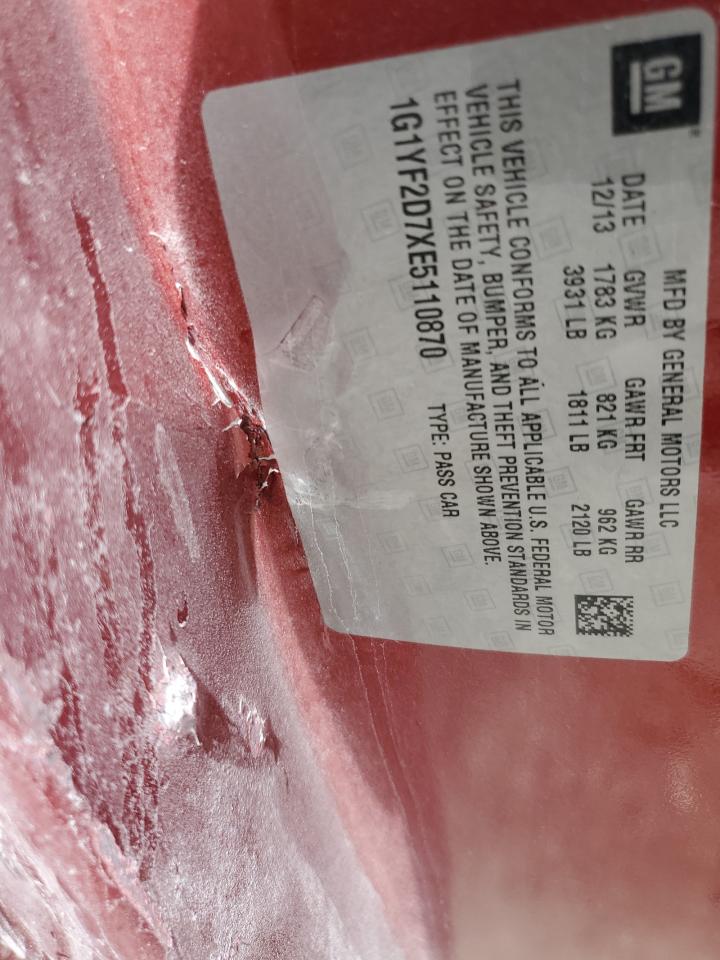 GM
MFD BY GENERAL MOTORS LLC
DATE GVWR GAWR FRT GAWR RR
12/13 1783 KG 821 KG 962 KG
3931 LB 1811 LB 2120 LB
THIS VEHICLE CONFORMS TO ALL APPLICABLE U.S. FEDERAL MOTOR
VEHICLE SAFETY, BUMPER, AND THEFT PREVENTION STANDARDS IN
EFFECT ON THE DATE OF MANUFACTURE SHOWN ABOVE.
1G1YF2D7XE5110870 TYPE: PASS CAR